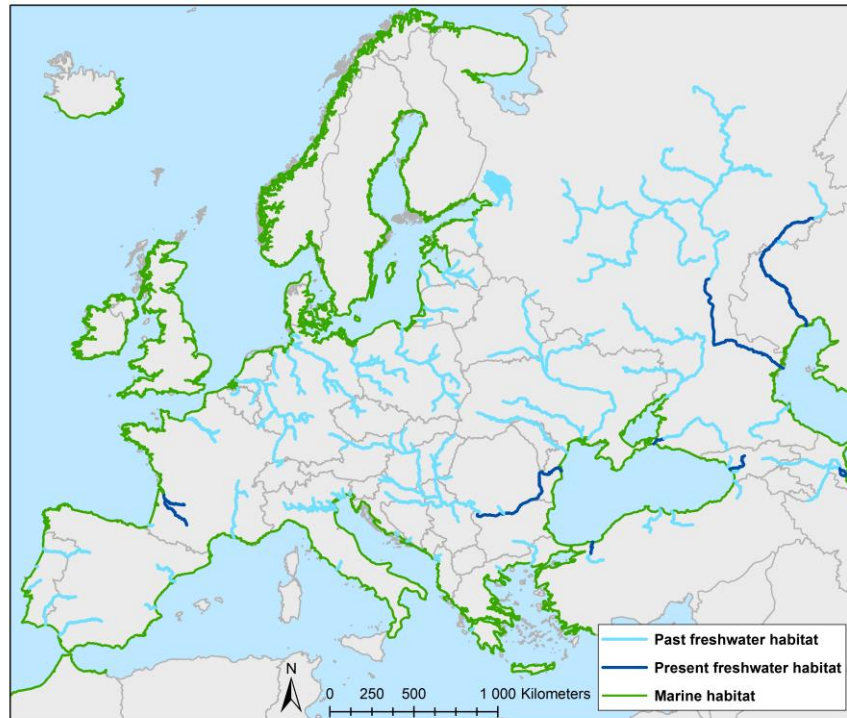 Past freshwater habitat
Present freshwater habitat
Marine habitat
N
0 250 500 1 000 Kilometers